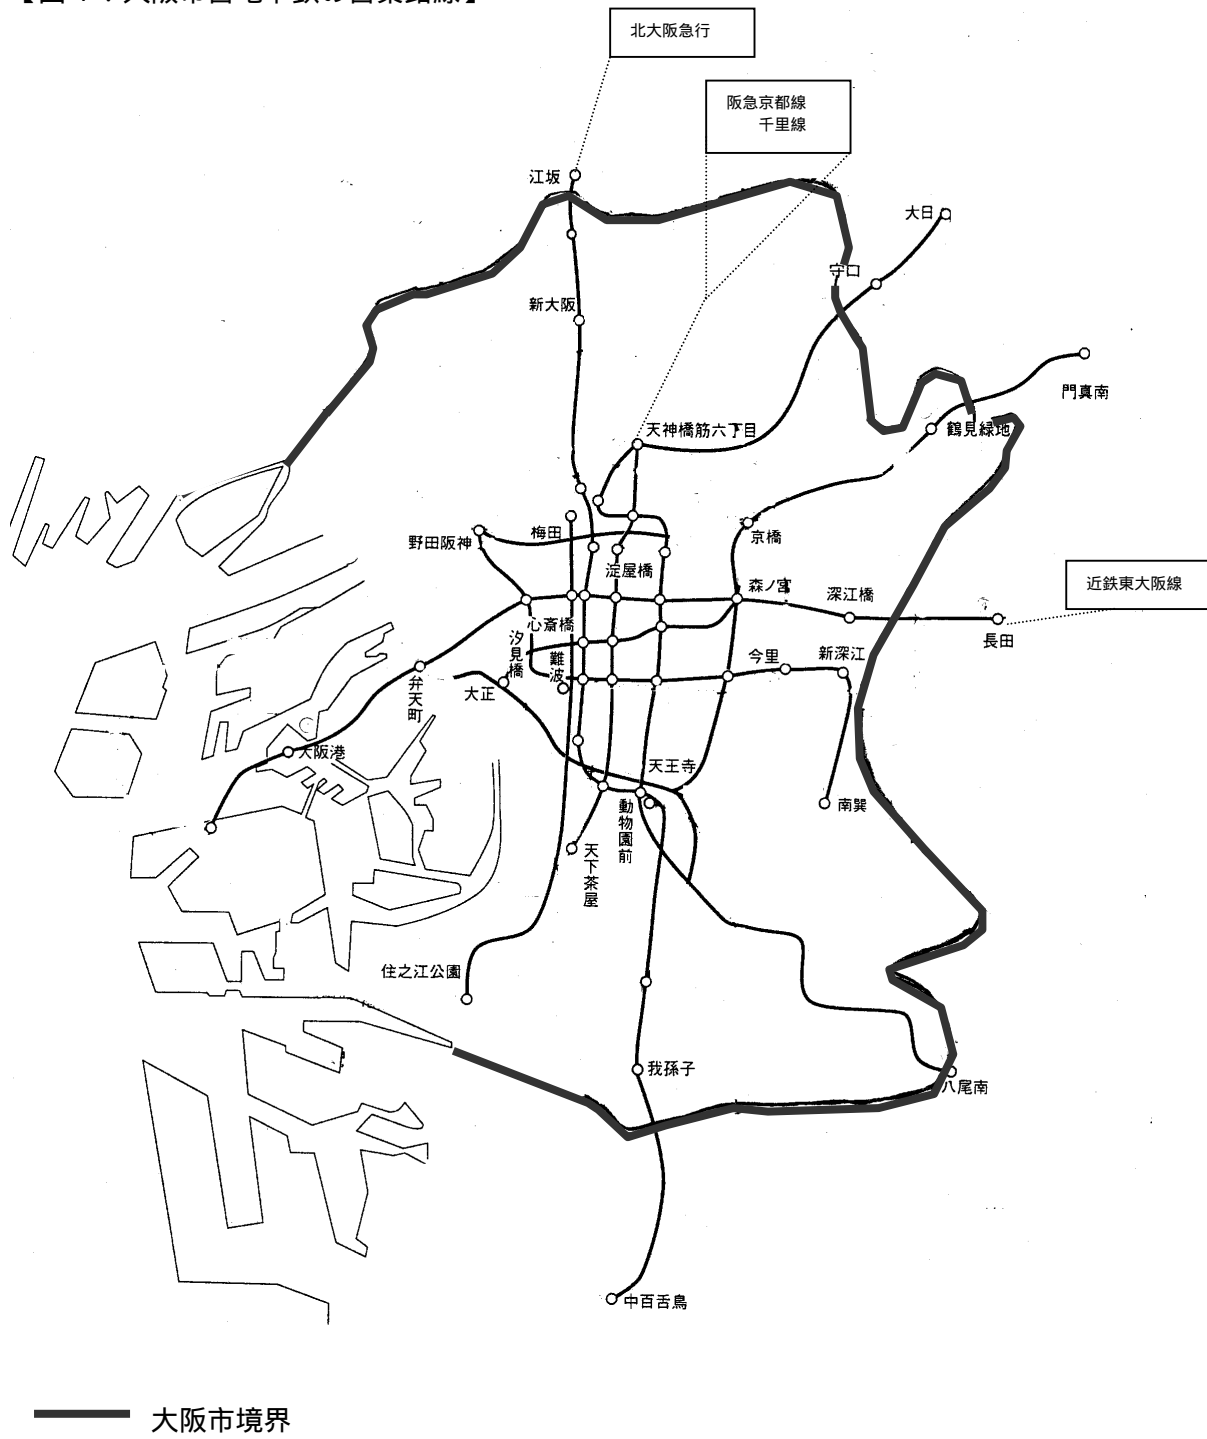 北大阪急行
阪急京都線
千里線
江坂
大日
守口
新大阪
門真南
天神橋筋六丁目
鶴見緑地
梅田
野田阪神
京橋
淀屋橋
森ノ宮
深江橋
近鉄東大阪線
心斎橋
汐見橋
難波
長田
今里
新深江
弁天町
大正
大阪港
天王寺
動物園前
南巽
天下茶屋
住之江公園
我孫子
八尾南
中百舌鳥
大阪市境界